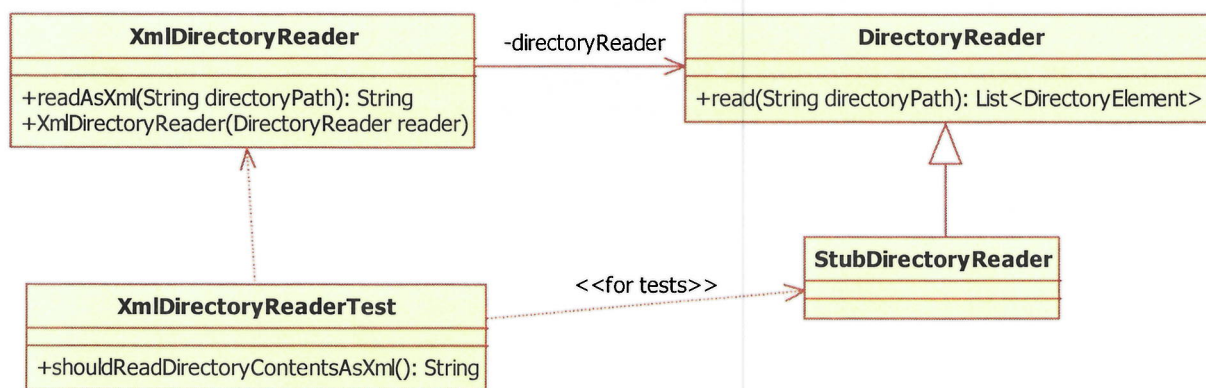 XmlDirectoryReader
+readAsXml(String directoryPath): String
+XmlDirectoryReader(DirectoryReader reader)
-directoryReader
DirectoryReader
+read(String directoryPath): List<DirectoryElement>
StubDirectoryReader
<<for tests>>
XmlDirectoryReaderTest
+shouldReadDirectoryContentsAsXml(): String